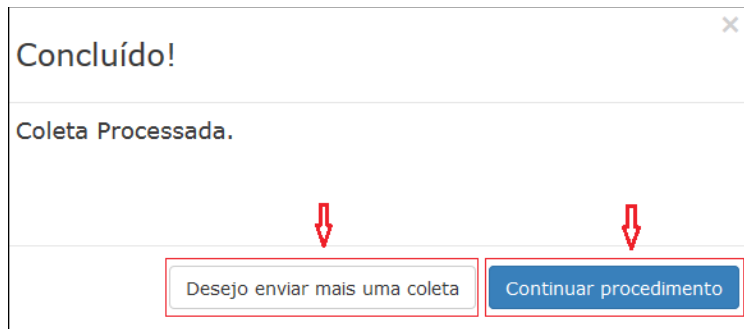 Concluído!
Coleta Processada.
Desejo enviar mais uma coleta
Continuar procedimento